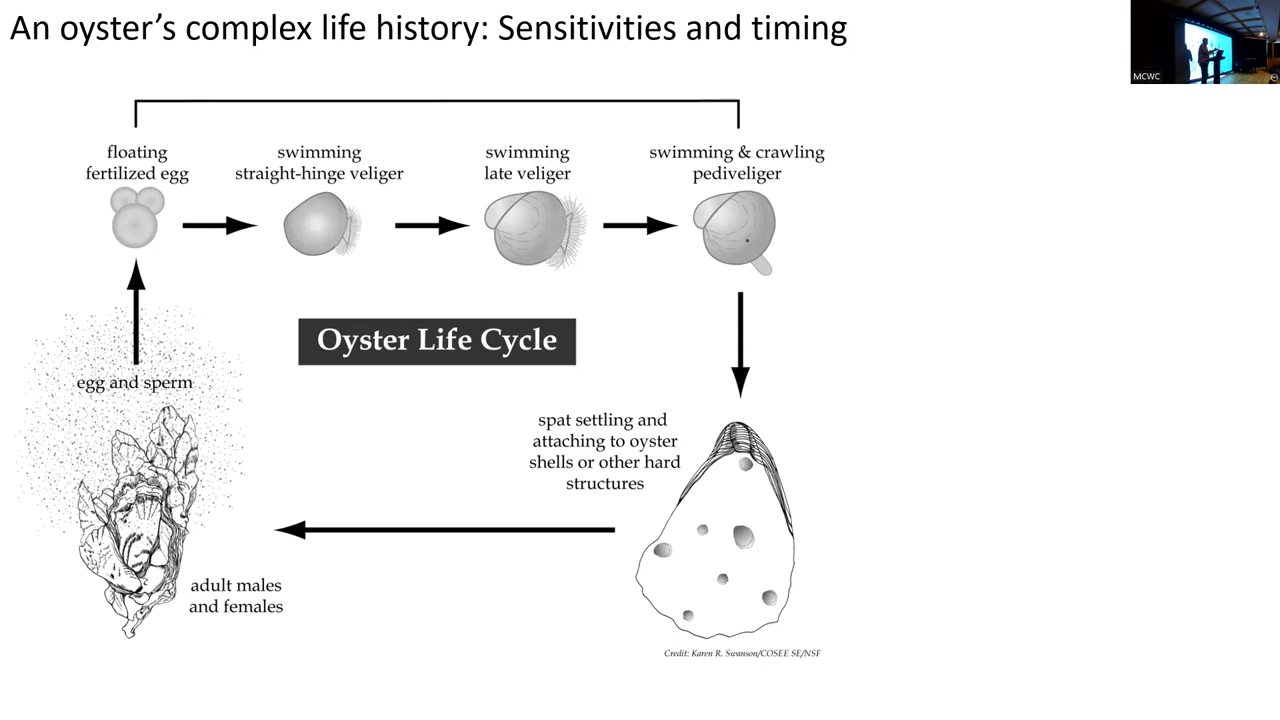 An oyster’s complex life history: Sensitivities and timing
MCWC
floating
fertilized egg
swimming
straight-hinge veliger
swimming
late veliger
swimming & crawling
pediveliger
Oyster Life Cycle
egg and sperm
spat settling and
attaching to oyster
shells or other hard
structures
adult males
and females
Credit: Karen R. Swanson/COSEE SE/NSF